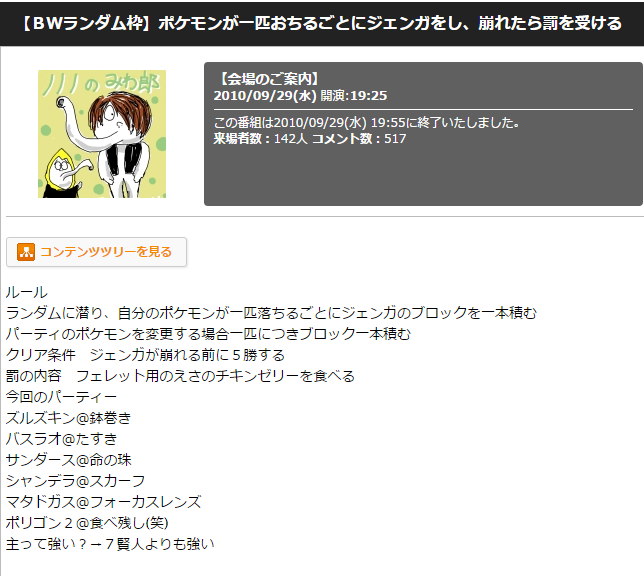 【ＢＷランダム枠】ポケモンが一匹おちるごとにジェンガをし、崩れたら罰を受ける
ノノノの みわ郎
【会場のご案内】
2010/09/29(水) 開演:19:25
この番組は2010/09/29(水) 19:55に終了いたしました。
来場者数：142人 コメント数：517
コンテンツツリーを見る
ルール
ランダムに潜り、自分のポケモンが一匹落ちるごとにジェンガのブロックを一本積む
パーティのポケモンを変更する場合一匹につきブロック一本積む
クリア条件　ジェンガが崩れる前に５勝する
罰の内容　フェレット用のえさのチキンゼリーを食べる
今回のパーティー
ズルズキン@鉢巻き
バスラオ@たすき
サンダース@命の珠
シャンデラ@スカーフ
マタドガス@フォーカスレンズ
ポリゴン２@食べ残し(笑)
主って強い？→７賢人よりも強い